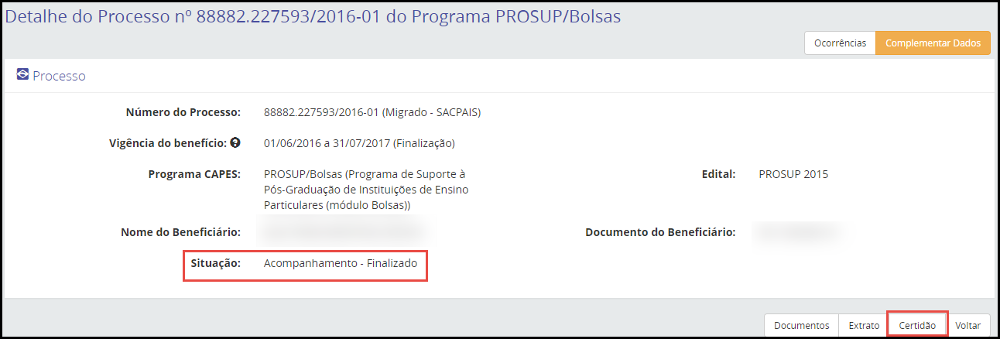 Detalhe do Processo nº 88882.227593/2016-01 do Programa PROSUP/Bolsas
Ocorrências Complementar Dados
Processo
Número do Processo: 88882.227593/2016-01 (Migrado - SACPAIS)
Vigência do benefício: 01/06/2016 a 31/07/2017 (Finalização)
Programa CAPES: PROSUP/Bolsas (Programa de Suporte à Edital: PROSUP 2015
Pós-Graduação de Instituições de Ensino
Particulares (módulo Bolsas))
Nome do Beneficiário: Documento do Beneficiário:
Situação: Acompanhamento - Finalizado
Documentos Extrato Certidão Voltar